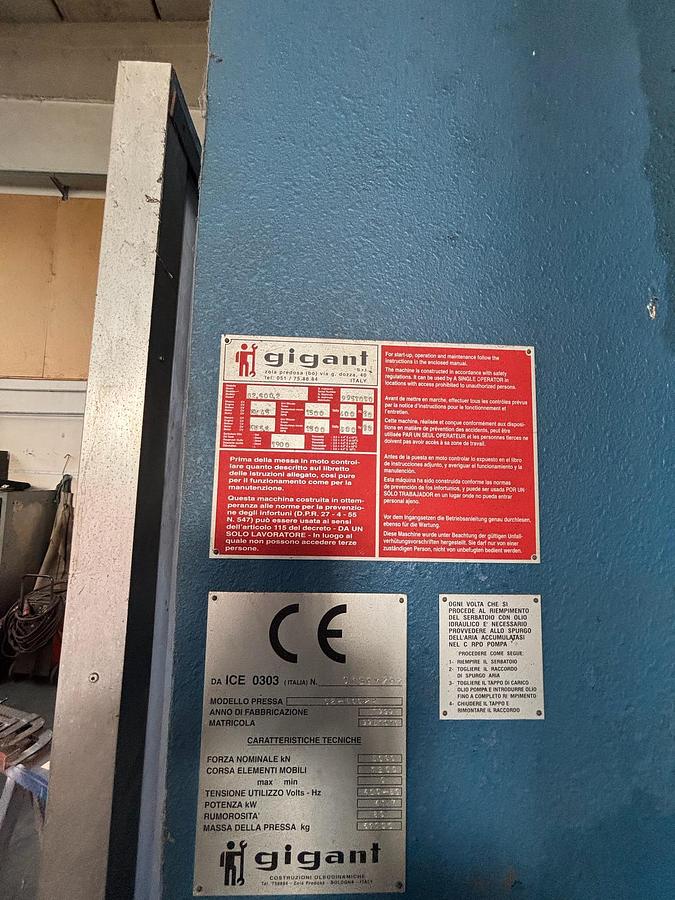 gigant
S.r.l.
zola predosa (bo) via g. dozza, 40
Tel. 051 / 75.48.84 ITALY
Prima della messa in moto control-
lare quanto descritto sul libretto
delle istruzioni allegato, così pure
per il funzionamento come per la
manutenzione.
Questa macchina costruita in ottem-
peranza alle norme per la prevenzio-
ne degli infortuni (D.P.R. 27 - 4 - 55
N. 547) può essere usata ai sensi
dell'articolo 115 del decreto - DA UN
SOLO LAVORATORE - In luogo al
quale non possono accedere terze
persone.
For start-up, operation and maintenance follow the
instructions in the enclosed manual.
The machine is constructed in accordance with safety
regulations. It can be used by A SINGLE OPERATOR in
locations with access prohibited to unauthorized persons.
Avant de mettre en marche, effectuer tous les contrôles prévus
par la notice d'instructions pour le fonctionnement et
l'entretien.
Cette machine, réalisée et conçue conformément aux disposi-
tions en matière de prévention des accidents, peut être
utilisée PAR UN SEUL OPERATEUR et les personnes tierces ne
doivent pas avoir accès à sa zone de travail.
Antes de la puesta en marcha controlar lo expuesto en el libro
de instrucciones adjunto, y averiguar el funcionamiento y la
manutención.
Esta máquina ha sido construida conforme las normas
de prevención de fos infortunios, y puede ser usada POR UN
SÓLO TRABAJADOR en un lugar onde no pueda entrar
personal ajeno.
Vor dem Ingangsetzen die Betriebsanleitung genau durchlesen,
ebenso für die Wartung.
Diese Maschine wurde unter Beachtung der gültigen Unfall-
verhütungsvorschriften hergestellt. Sie darf nur von einer
zuständigen Person, nicht von unbefugten bedient werden.
CE
DA ICE 0303 (ITALIA) N.
MODELLO PRESSA
ANNO DI FABBRICAZIONE
MATRICOLA
CARATTERISTICHE TECNICHE
FORZA NOMINALE kN
CORSA ELEMENTI MOBILI
max min
TENSIONE UTILIZZO Volts - Hz
POTENZA kW
RUMOROSITA'
MASSA DELLA PRESSA kg
gigant
COSTRUZIONI OLEODINAMICHE
Tel. 758884 - Zola Predosa - BOLOGNA - ITALY
OGNI VOLTA CHE SI
PROCEDE AL RIEMPIMENTO
DEL SERBATOIO CON OLIO
IDRAULICO E' NECESSARIO
PROVVEDERE ALLO SPURGO
DELL'ARIA ACCUMULATASI
NEL C RPO POMPA
PROCEDERE COME SEGUE:
1- RIEMPIRE IL SERBATOIO
2- TOGLIERE IL RACCORDO
DI SPURGO ARIA
3- TOGLIERE IL TAPPO DI CARICO
OLIO POMPA E INTRODURRE OLIO
FINO A COMPLETO RI MPIMENTO
4- CHIUDERE IL TAPPO E
RIMONTARE IL RACCORDO